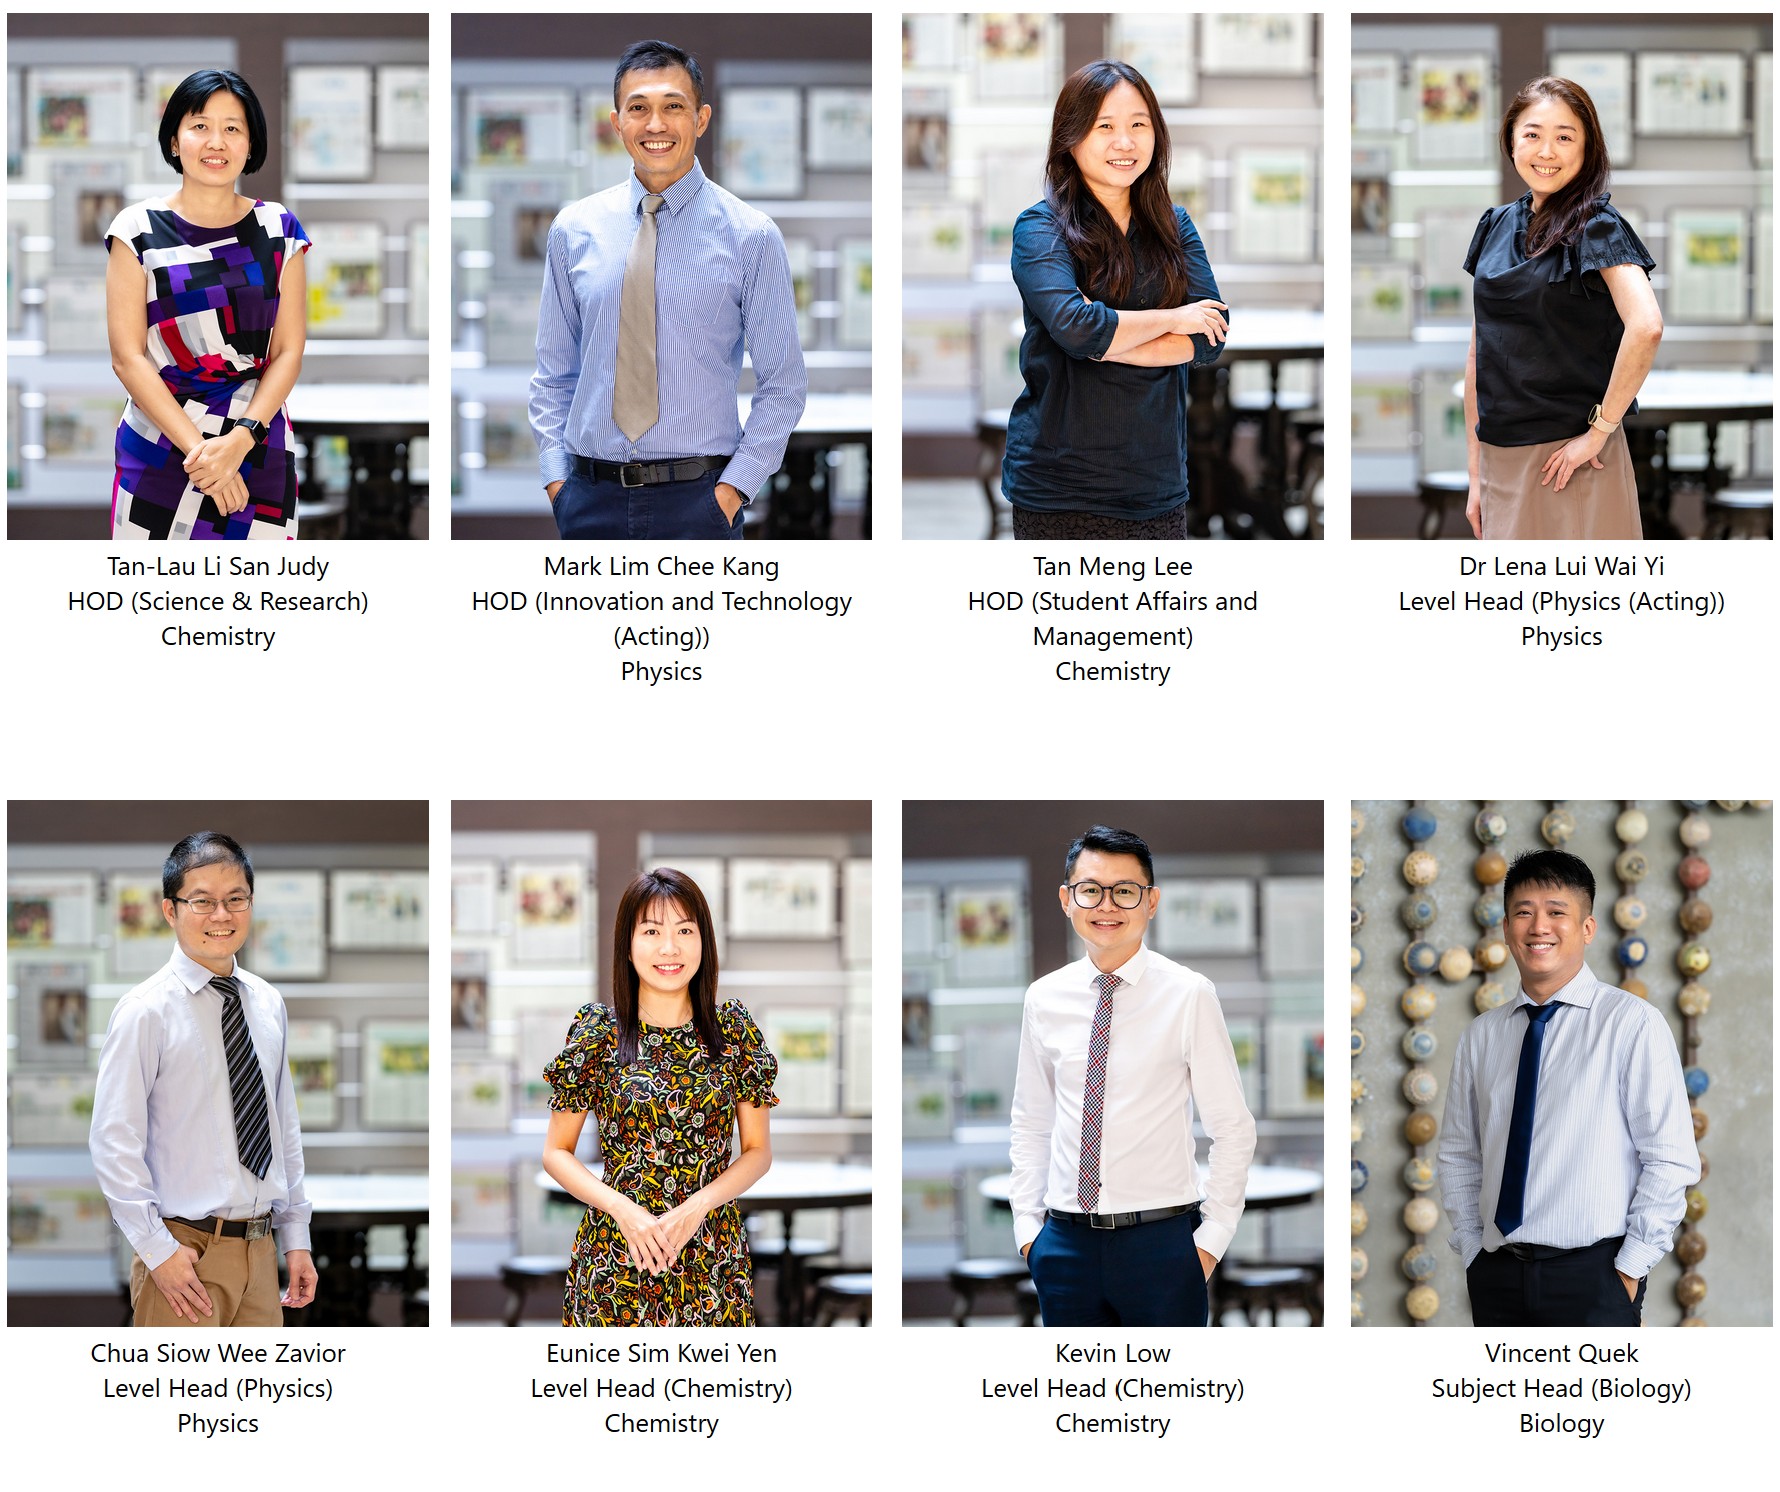 Tan-Lau Li San Judy
HOD (Science & Research)
Chemistry
Mark Lim Chee Kang
HOD (Innovation and Technology
(Acting))
Physics
Tan Meng Lee
HOD (Student Affairs and
Management)
Chemistry
Dr Lena Lui Wai Yi
Level Head (Physics (Acting))
Physics
Chua Siow Wee Zavior
Level Head (Physics)
Physics
Eunice Sim Kwei Yen
Level Head (Chemistry)
Chemistry
Kevin Low
Level Head (Chemistry)
Chemistry
Vincent Quek
Subject Head (Biology)
Biology